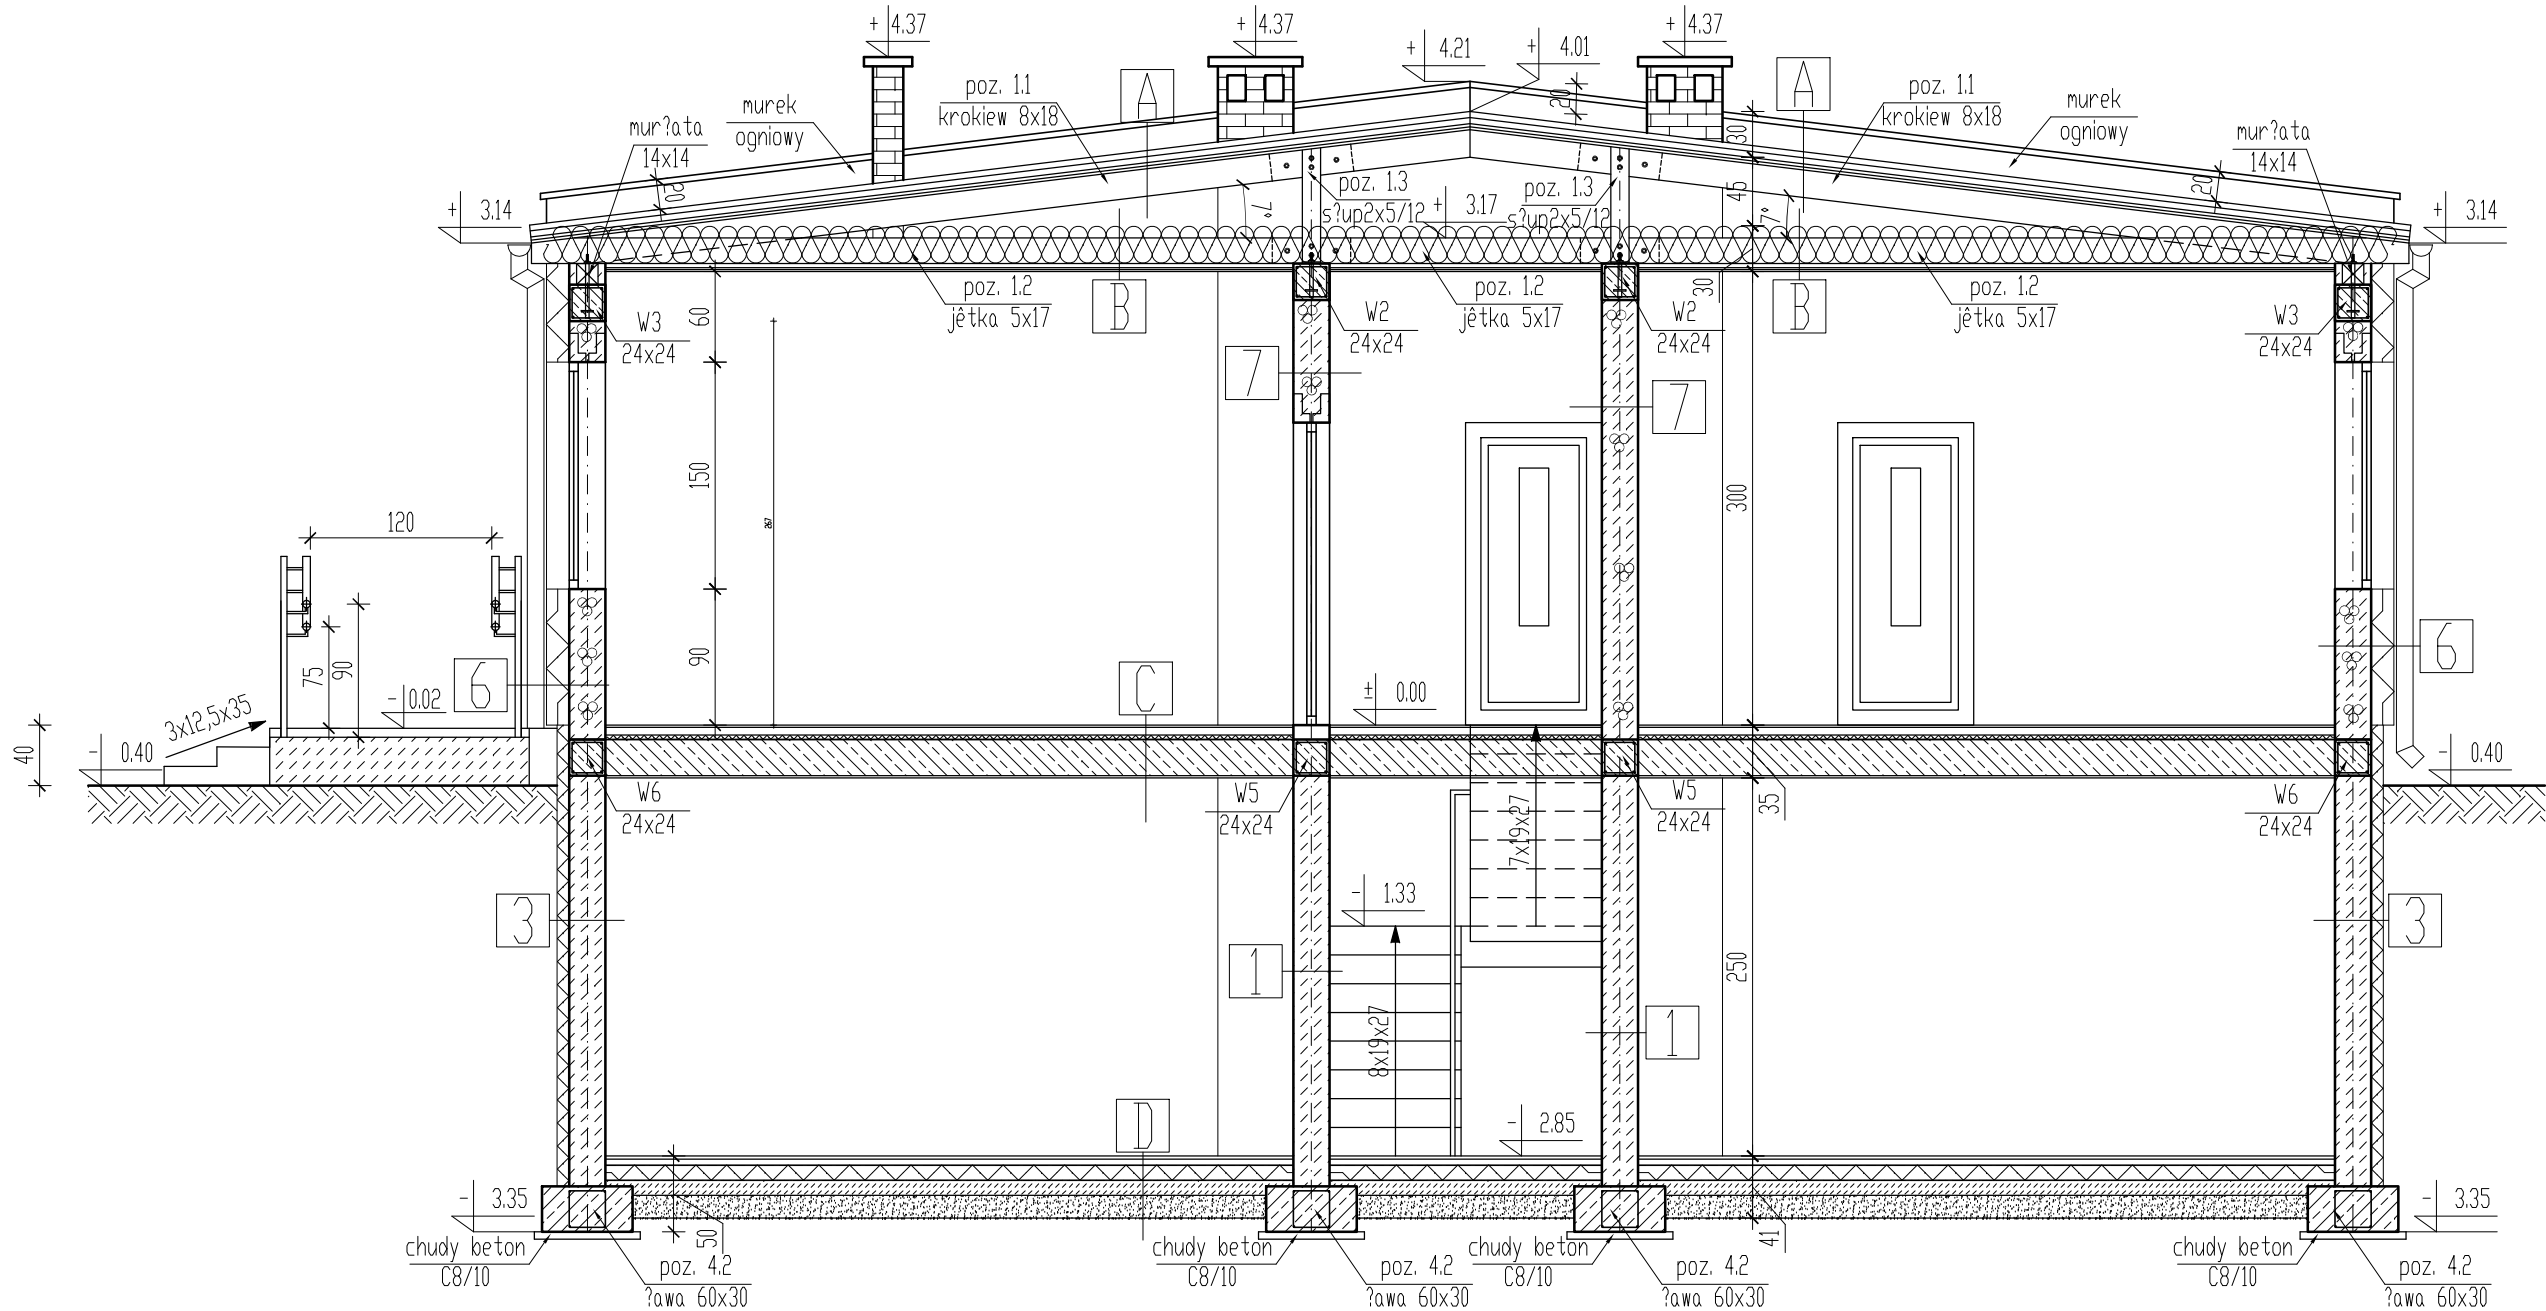 + 4.37
+ 4.37
+ 4.37
+ 4.21
+ 4.01
A
A
murek
ogniowy
poz. 1.1
krokiew 8x18
poz. 1.1
krokiew 8x18
murek
ogniowy
mur?ata
14x14
mur?ata
14x14
20
20
20
30
45
+ 3.14
+ 3.14
poz. 1.3
s?up2x5/12
poz. 1.3
s?up2x5/12
+ 3.17
7°
7°
30
poz. 1.2
jêtka 5x17
B
poz. 1.2
jêtka 5x17
B
poz. 1.2
jêtka 5x17
W3
24x24
W2
24x24
W2
24x24
W3
24x24
60
7
7
150
267
300
120
75
90
90
6
6
C
- 0.02
± 0.00
3x12,5x35
40
- 0.40
- 0.40
W6
24x24
W5
24x24
W5
24x24
W6
24x24
35
7x19x27
- 1.33
3
3
1
1
250
8x19x27
D
- 2.85
- 3.35
- 3.35
50
41
chudy beton
C8/10
chudy beton
C8/10
chudy beton
C8/10
chudy beton
C8/10
poz. 4.2
?awa 60x30
poz. 4.2
?awa 60x30
poz. 4.2
?awa 60x30
poz. 4.2
?awa 60x30